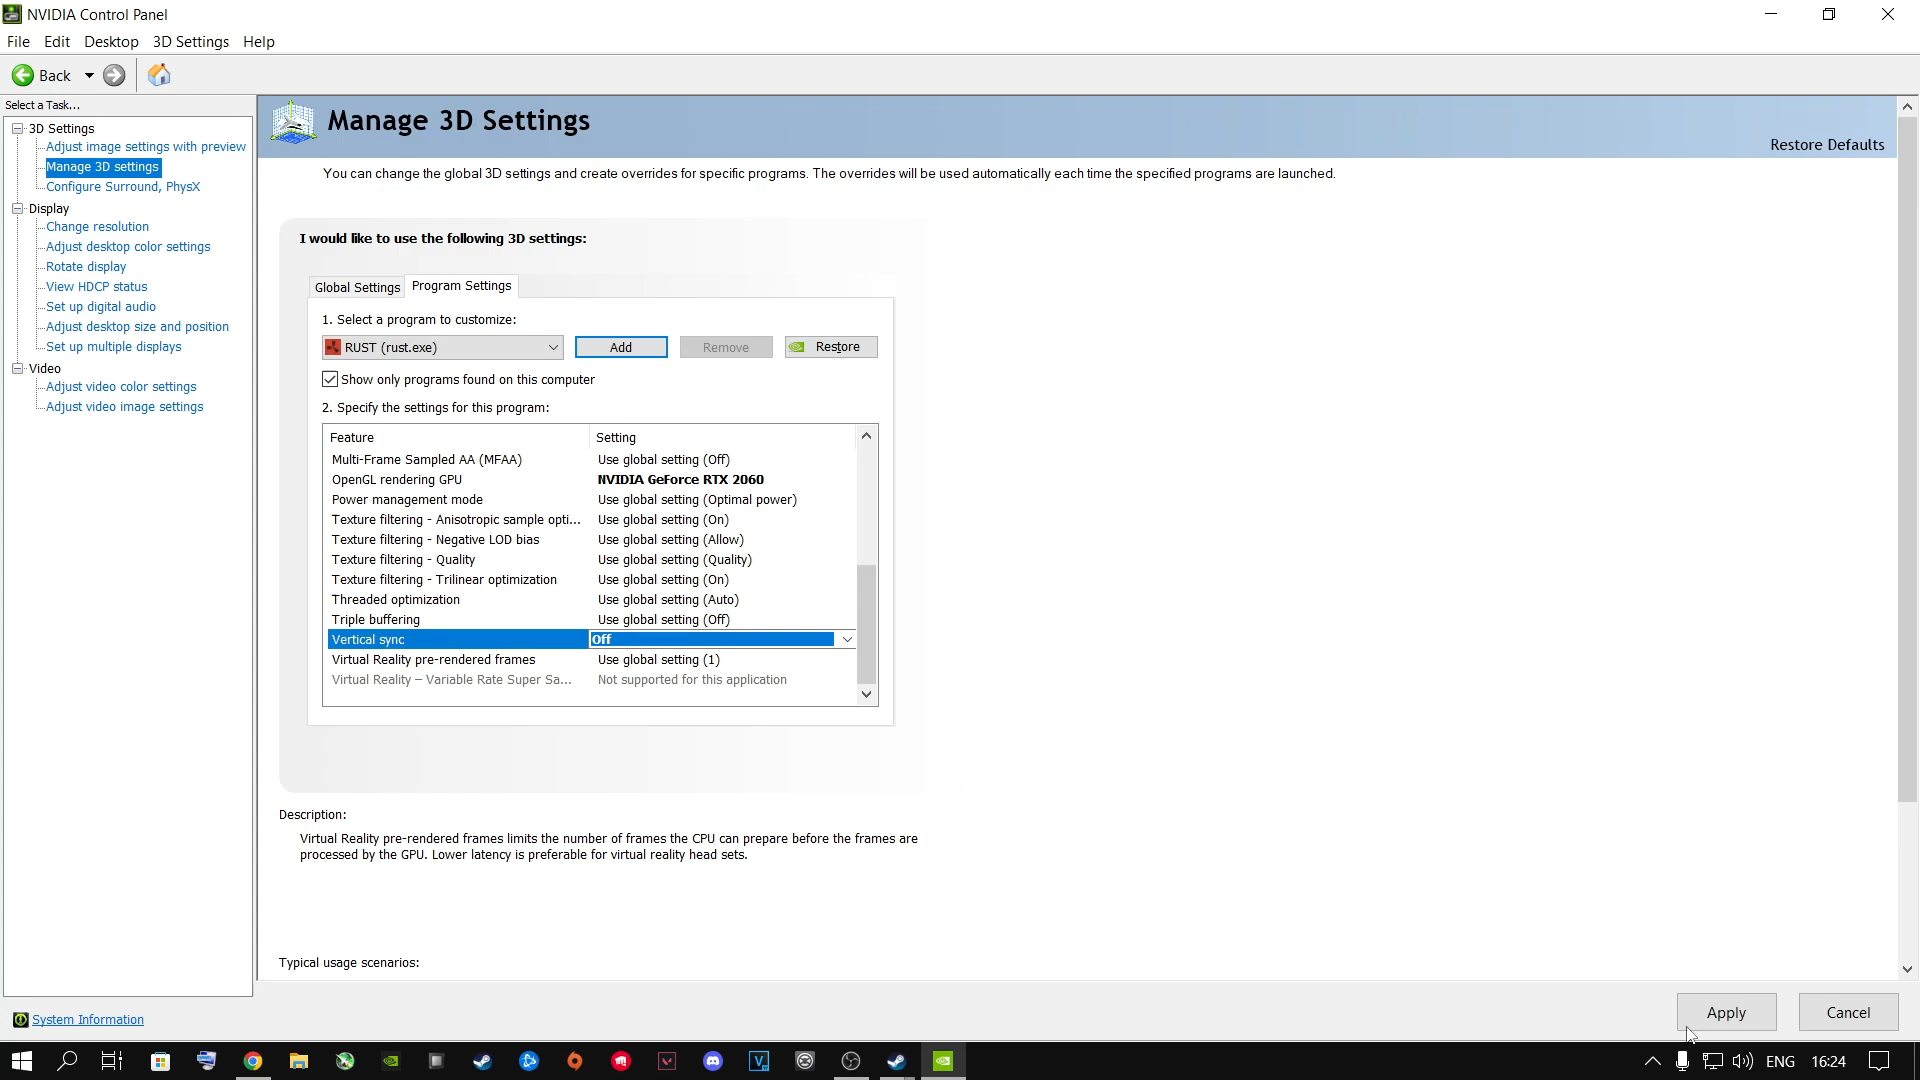 NVIDIA Control Panel
File Edit Desktop 3D Settings Help
Back
Select a Task...
3D Settings
Adjust image settings with preview
Manage 3D settings
Configure Surround, PhysX
Display
Change resolution
Adjust desktop color settings
Rotate display
View HDCP status
Set up digital audio
Adjust desktop size and position
Set up multiple displays
Video
Adjust video color settings
Adjust video image settings
System Information
Manage 3D Settings
Restore Defaults
You can change the global 3D settings and create overrides for specific programs. The overrides will be used automatically each time the specified programs are launched.
I would like to use the following 3D settings:
Global Settings Program Settings
1. Select a program to customize:
RUST (rust.exe) Add Remove Restore
Show only programs found on this computer
2. Specify the settings for this program:
Feature Setting
Multi-Frame Sampled AA (MFAA) Use global setting (Off)
OpenGL rendering GPU NVIDIA GeForce RTX 2060
Power management mode Use global setting (Optimal power)
Texture filtering - Anisotropic sample opti... Use global setting (On)
Texture filtering - Negative LOD bias Use global setting (Allow)
Texture filtering - Quality Use global setting (Quality)
Texture filtering - Trilinear optimization Use global setting (On)
Threaded optimization Use global setting (Auto)
Triple buffering Use global setting (Off)
Vertical sync Off
Virtual Reality pre-rendered frames Use global setting (1)
Virtual Reality – Variable Rate Super Sa... Not supported for this application
Description:
Virtual Reality pre-rendered frames limits the number of frames the CPU can prepare before the frames are
processed by the GPU. Lower latency is preferable for virtual reality head sets.
Typical usage scenarios:
Apply Cancel
ENG 16:24